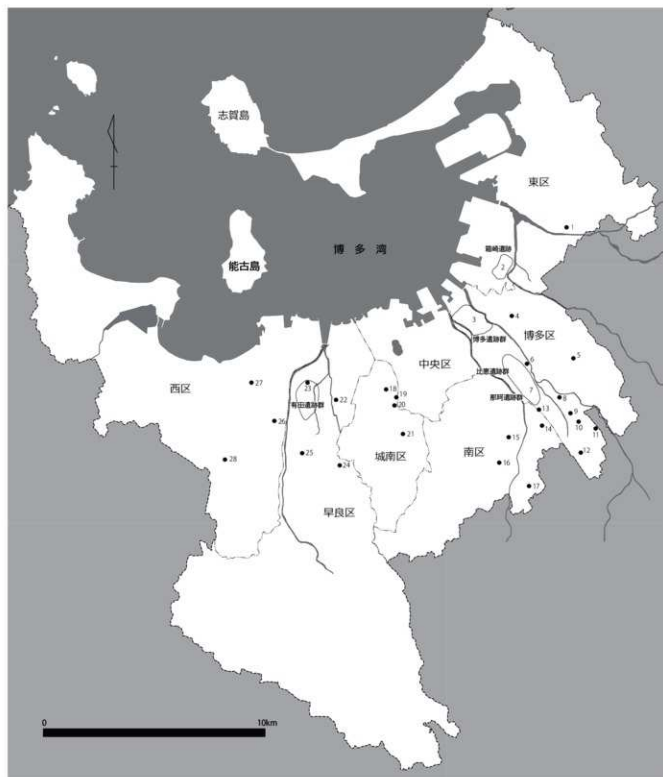 志賀島
東区
1
箱崎遺跡
2
能古島
博多湾
3
4
博多区
博多遺跡群
5
中央区
6
比恵遺跡群
7
西区
27
23
18
19
20
那珂遺跡群
8
有田遺跡群
22
13
9
10
11
26
21
14
城南区
南区
15
12
28
25
24
16
17
早良区
0
10km